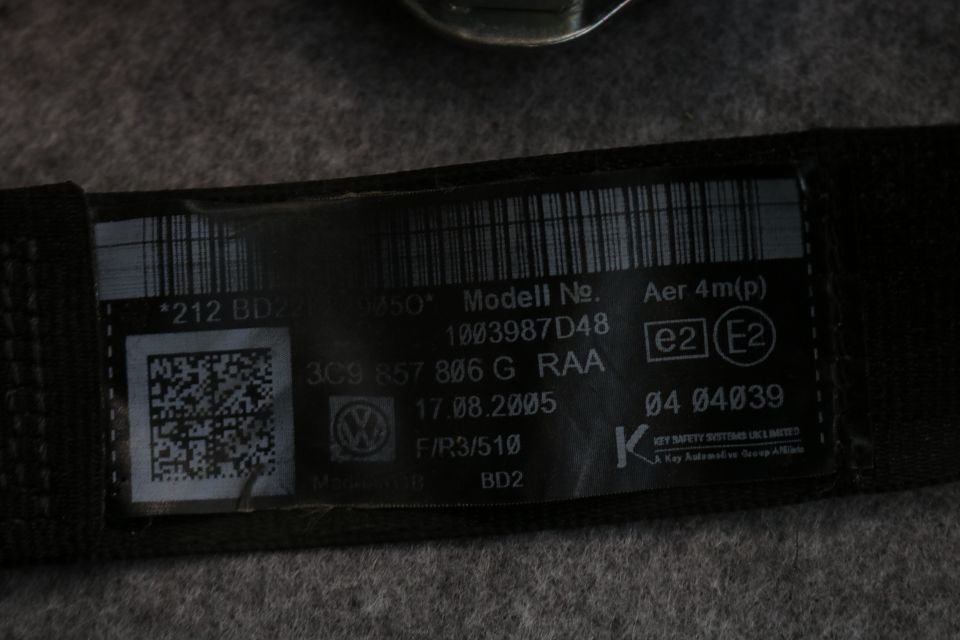 *212 Modell №. Aer 4m(p)
1003987D48
e2 E2
3C9 857 806 G RAA
17.08.2005
04 04039
F/R3/510
KEY SAFETY SYSTEMS UK LIMITED
A Key Automotive Group Affiliate
BD2